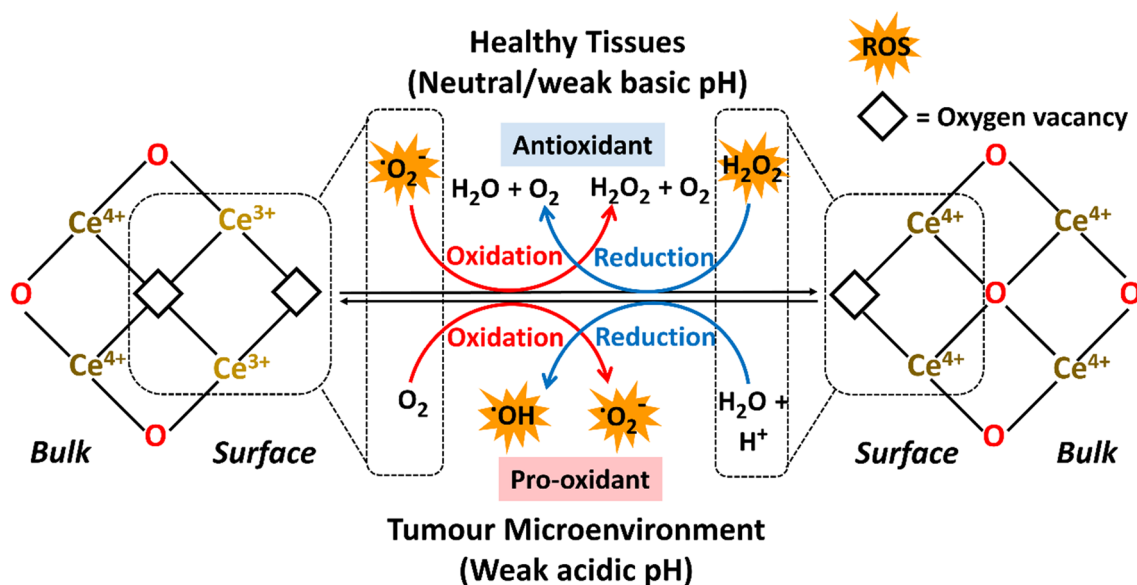 Healthy Tissues
(Neutral/weak basic pH)
ROS
= Oxygen vacancy
Antioxidant
·O₂⁻
H₂O + O₂
H₂O₂ + O₂
H₂O₂
Oxidation
Reduction
O
Ce⁴⁺
Ce³⁺
O
Ce⁴⁺
Ce³⁺
O
Bulk
Surface
O
Ce⁴⁺
Ce⁴⁺
O
O
Ce⁴⁺
Ce⁴⁺
O
Surface
Bulk
Oxidation
Reduction
O₂
·OH
·O₂⁻
H₂O +
H⁺
Pro-oxidant
Tumour Microenvironment
(Weak acidic pH)